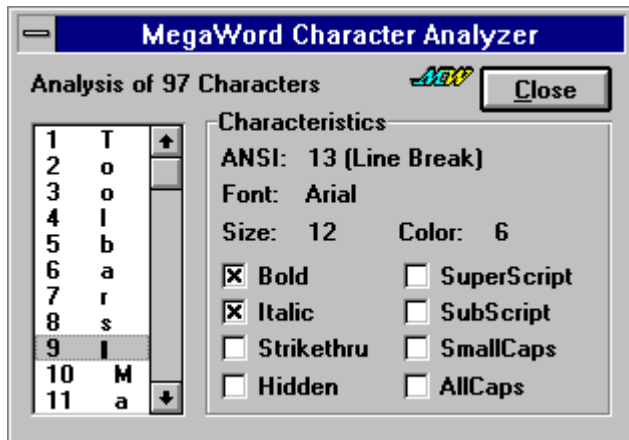 MegaWord Character Analyzer
Analysis of 97 Characters
MW
Close
1 T
2 o
3 o
4 l
5 b
6 a
7 r
8 s
9 ▌
10 M
11 a
Characteristics
ANSI: 13 (Line Break)
Font: Arial
Size: 12 Color: 6
Bold SuperScript
Italic SubScript
Strikethru SmallCaps
Hidden AllCaps